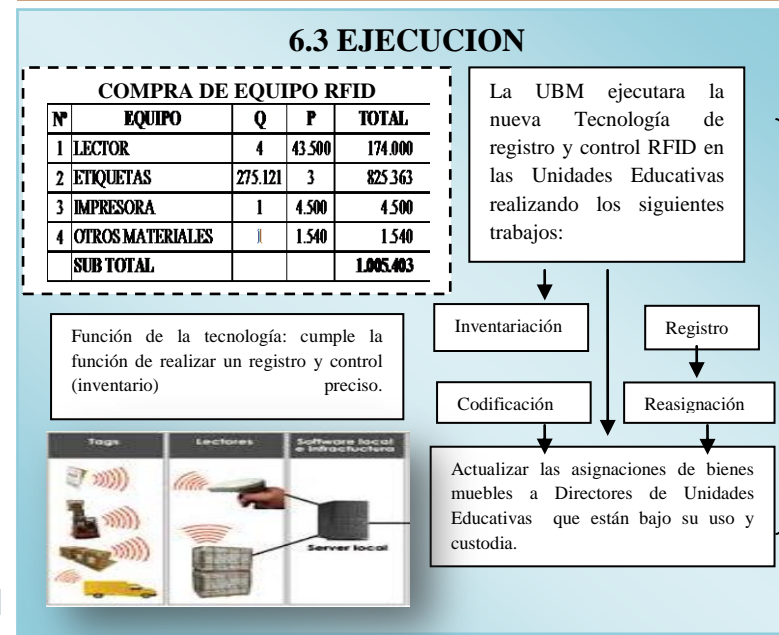 6.3 EJECUCION
COMPRA DE EQUIPO RFID
Nº EQUIPO Q P TOTAL
1 LECTOR 4 43.500 174.000
2 ETIQUETAS 275.121 3 825.363
3 IMPRESORA 1 4.500 4.500
4 OTROS MATERIALES 1 1.540 1.540
SUB TOTAL 1.005.403
La UBM ejecutara la
nueva Tecnología de
registro y control RFID en
las Unidades Educativas
realizando los siguientes
trabajos:
Función de la tecnología: cumple la
función de realizar un registro y control
(inventario) preciso.
Inventariación
Registro
Codificación
Reasignación
Actualizar las asignaciones de bienes
muebles a Directores de Unidades
Educativas que están bajo su uso y
custodia.
Tags
Lectores
Software local
e Infractuctura
Server local